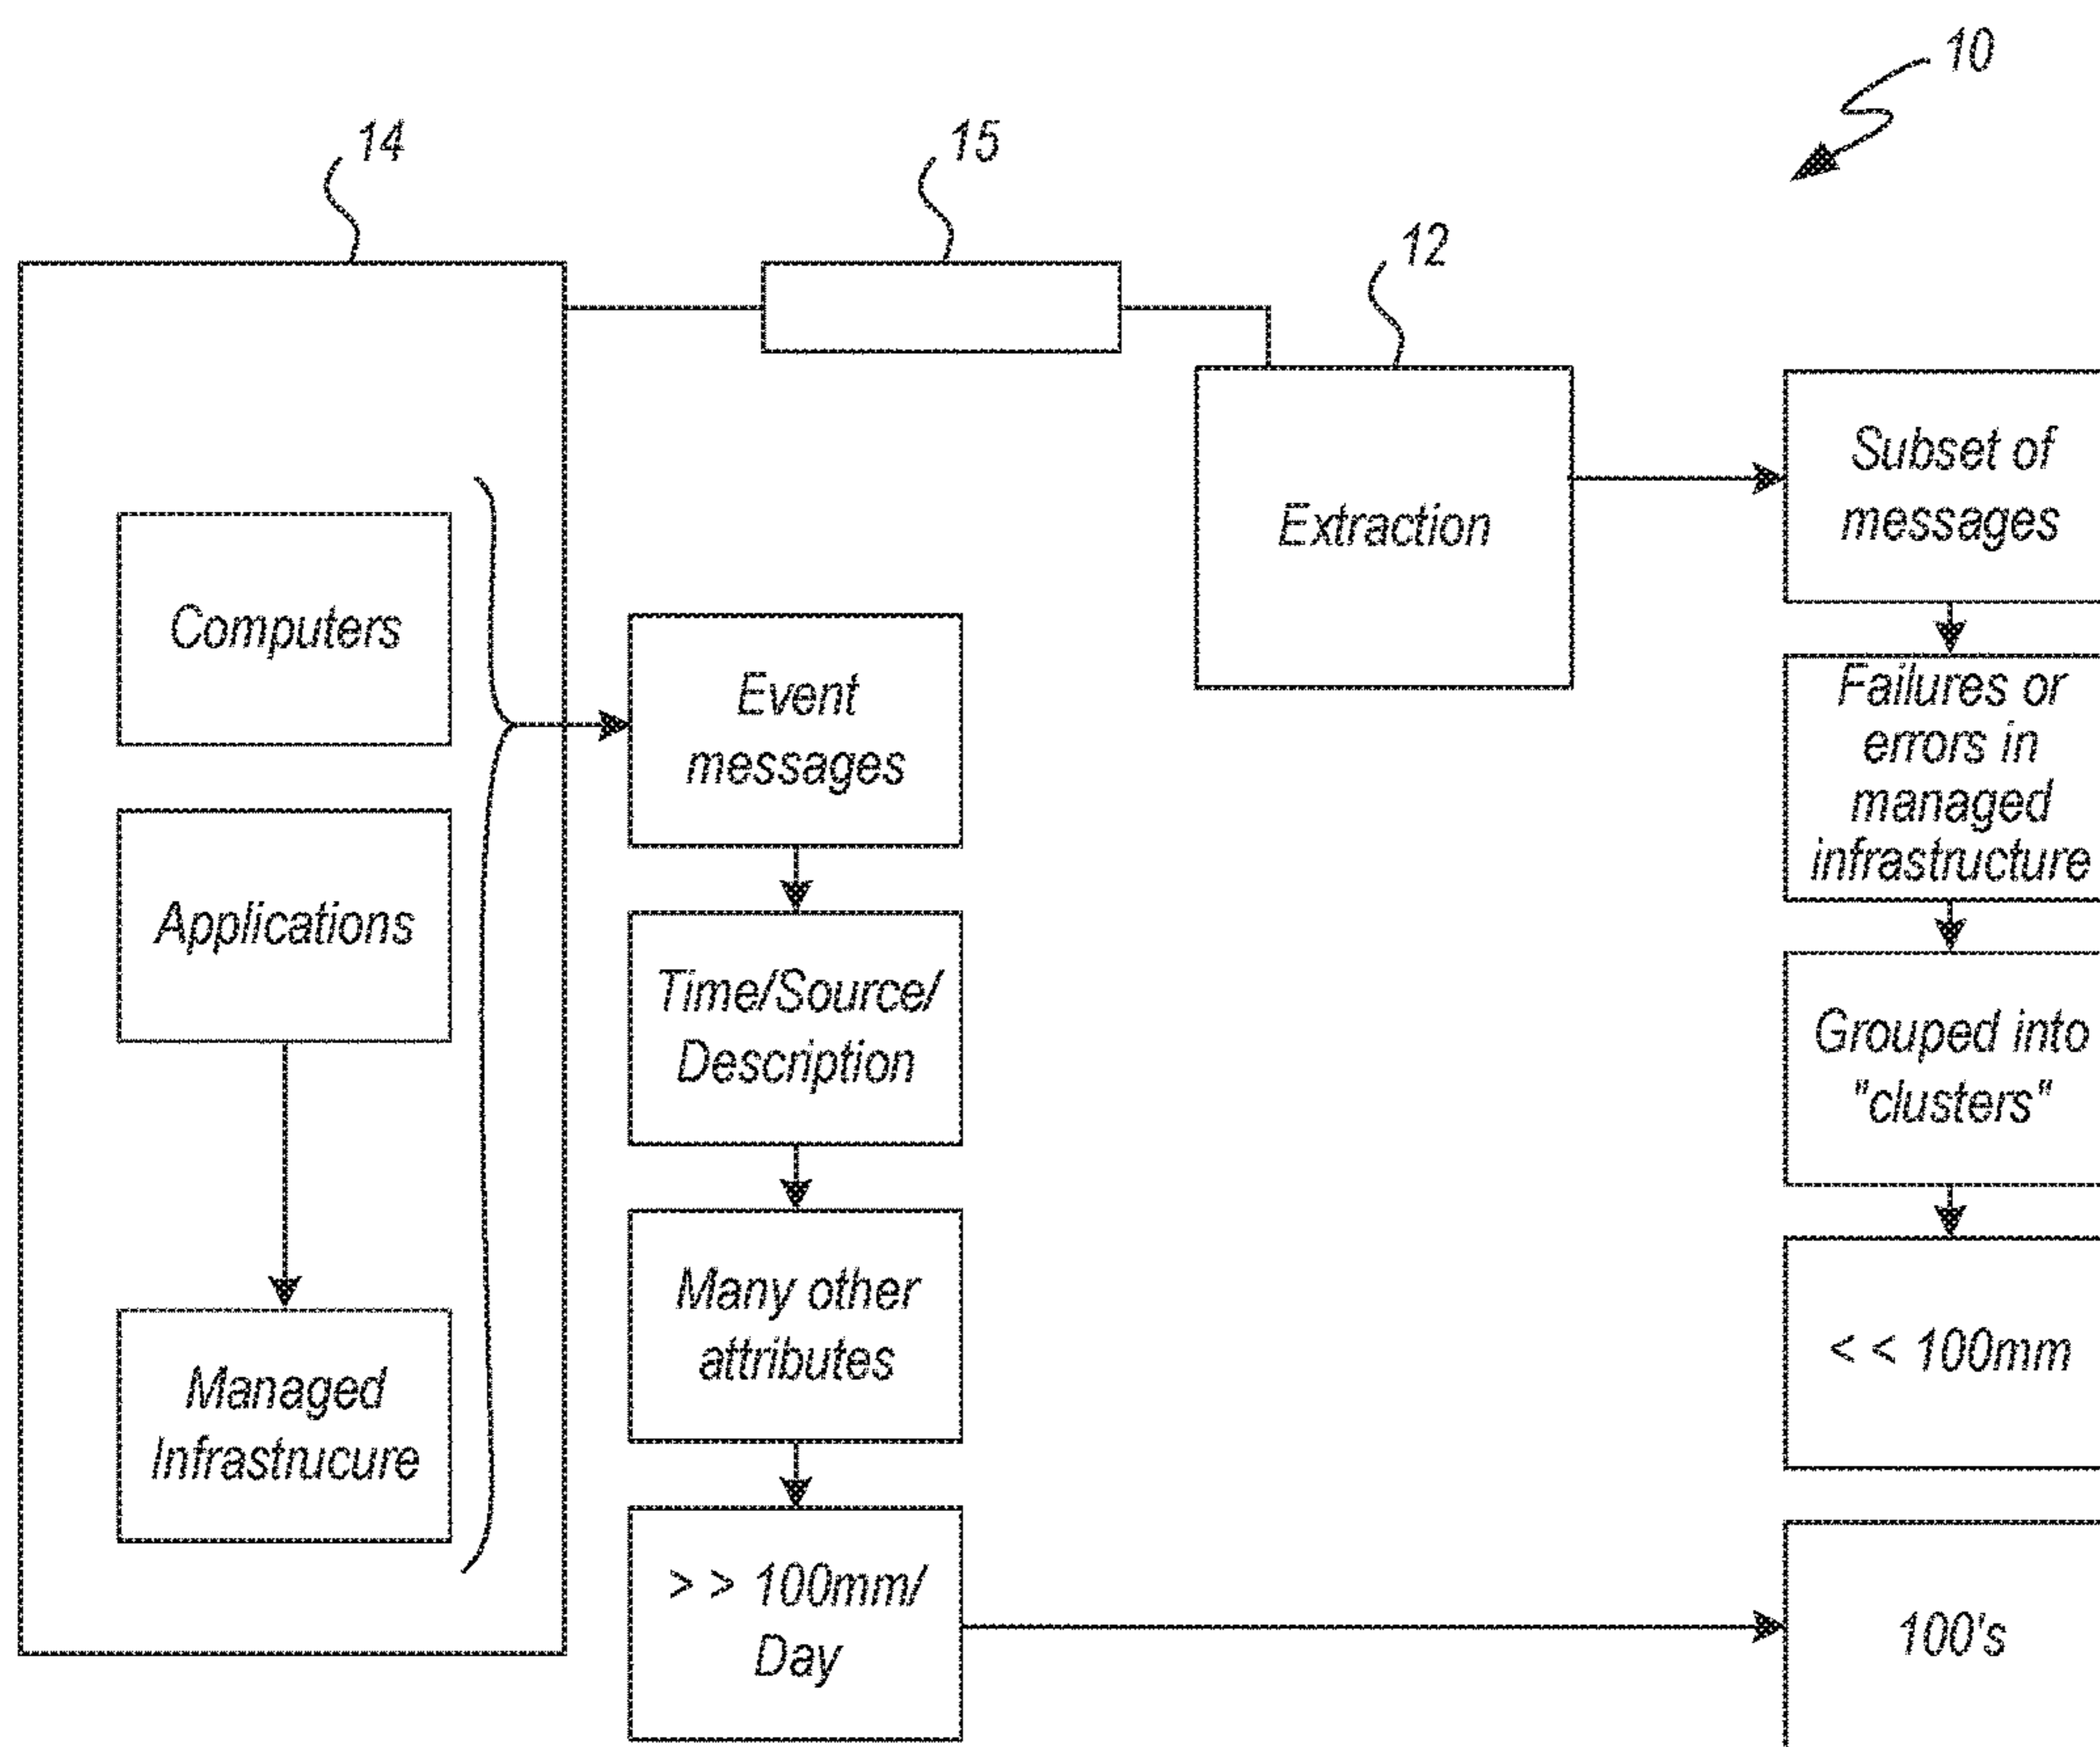 10
14
15
12
Computers
Applications
Managed
Infrastrucure
Event
messages
Time/Source/
Description
Many other
attributes
> > 100mm/
Day
Extraction
Subset of
messages
Failures or
errors in
managed
infrastructure
Grouped into
"clusters"
< < 100mm
100's